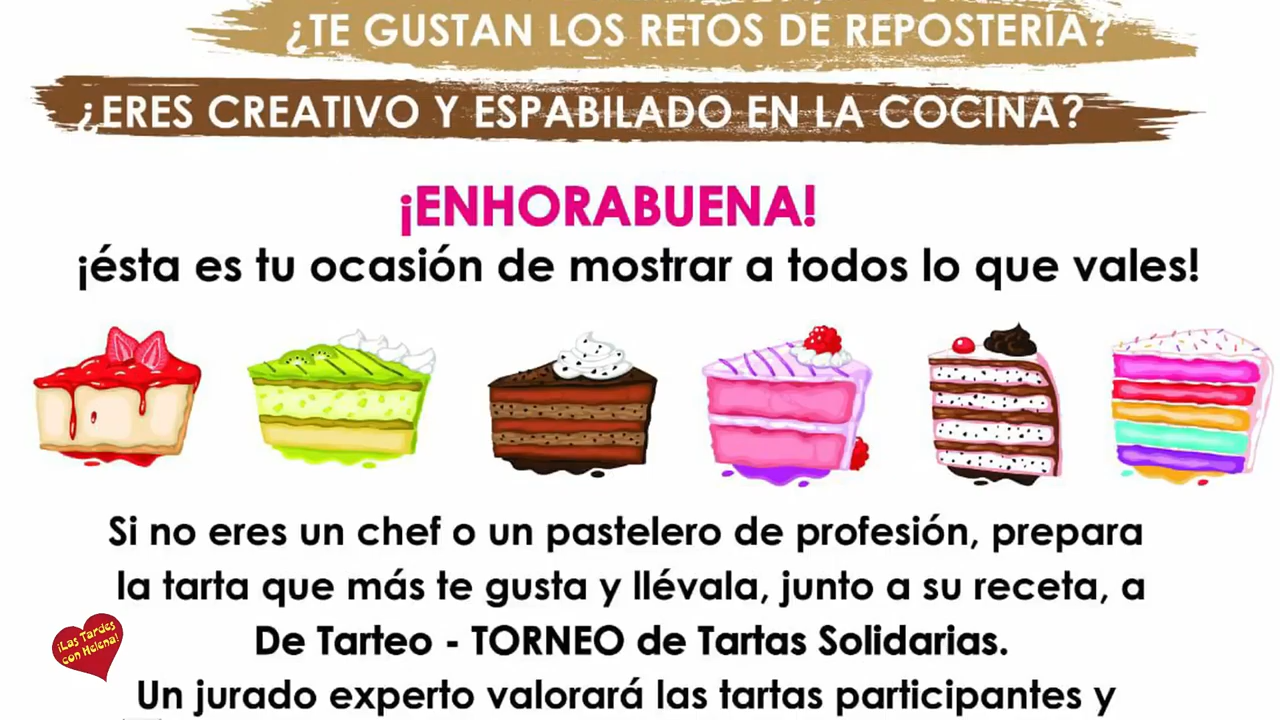 ¿TE GUSTAN LOS RETOS DE REPOSTERÍA?
¿ERES CREATIVO Y ESPABILADO EN LA COCINA?
¡ENHORABUENA!
¡ésta es tu ocasión de mostrar a todos lo que vales!
Si no eres un chef o un pastelero de profesión, prepara
la tarta que más te gusta y llévala, junto a su receta, a
De Tarteo - TORNEO de Tartas Solidarias.
Un jurado experto valorará las tartas participantes y
¡Las Tardes
con Helena!